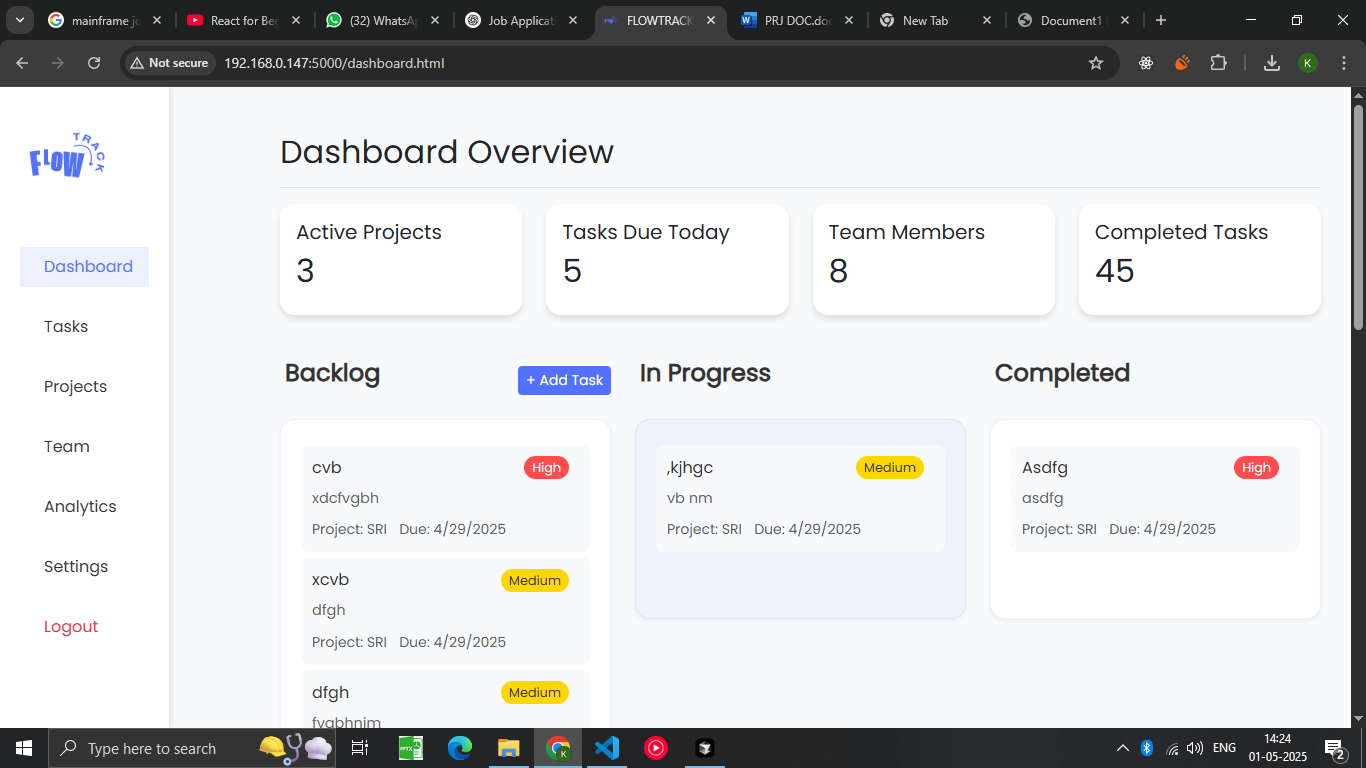 mainframe jo
React for Beg
(32) WhatsAp
Job Applicat
FLOWTRACK
PRJ DOC.do
New Tab
Document1
Not secure
192.168.0.147:5000/dashboard.html
K
FLOW TRACK
Dashboard
Tasks
Projects
Team
Analytics
Settings
Logout
Dashboard Overview
Active Projects
3
Tasks Due Today
5
Team Members
8
Completed Tasks
45
Backlog
+ Add Task
cvb
High
xdcfvgbh
Project: SRI Due: 4/29/2025
xcvb
Medium
dfgh
Project: SRI Due: 4/29/2025
dfgh
Medium
fvgbhnjm
In Progress
,kjhgc
Medium
vb nm
Project: SRI Due: 4/29/2025
Completed
Asdfg
High
asdfg
Project: SRI Due: 4/29/2025
Type here to search
PPTX
K
ENG
14:24
01-05-2025
2